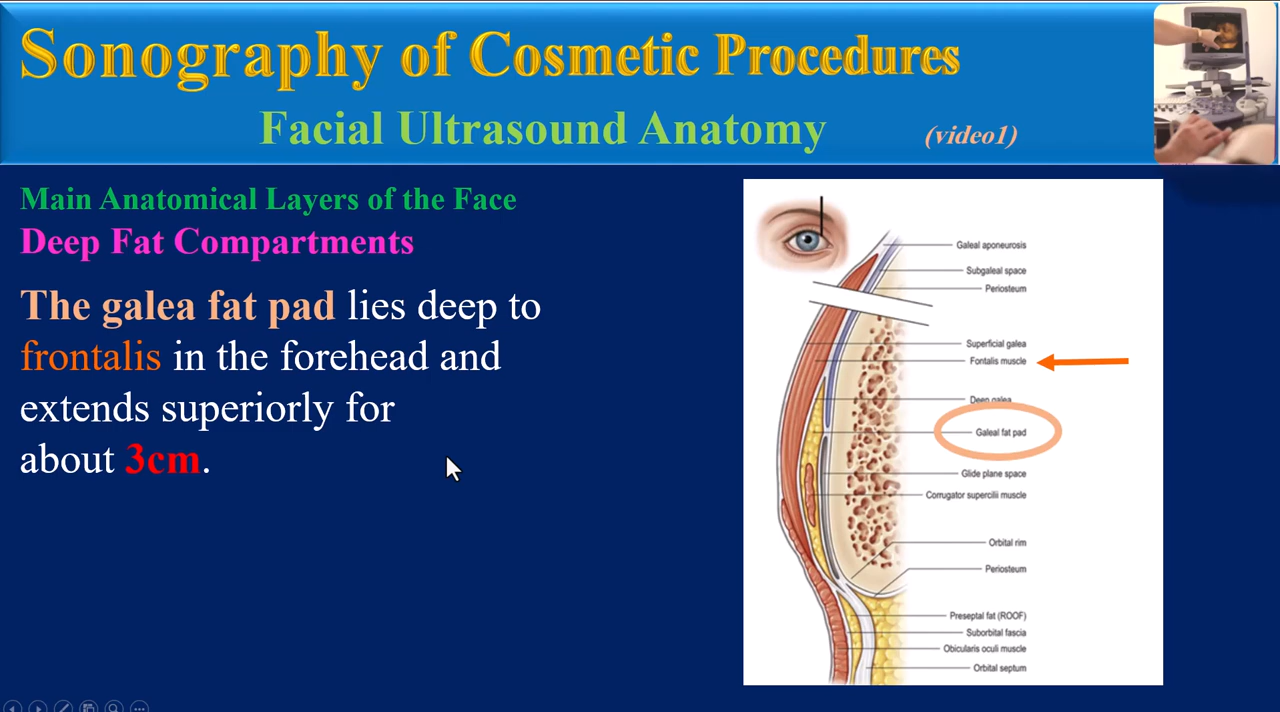 Sonography of Cosmetic Procedures
Facial Ultrasound Anatomy (video1)
Main Anatomical Layers of the Face
Deep Fat Compartments
The galea fat pad lies deep to
frontalis in the forehead and
extends superiorly for
about 3cm.
Galeal aponeurosis
Subgaleal space
Periosteum
Superficial galea
Fontalis muscle
Deep galea
Galeal fat pad
Glide plane space
Corrugator supercilii muscle
Orbital rim
Periosteum
Preseptal fat (ROOF)
Suborbital fascia
Obicularis oculi muscle
Orbital septum